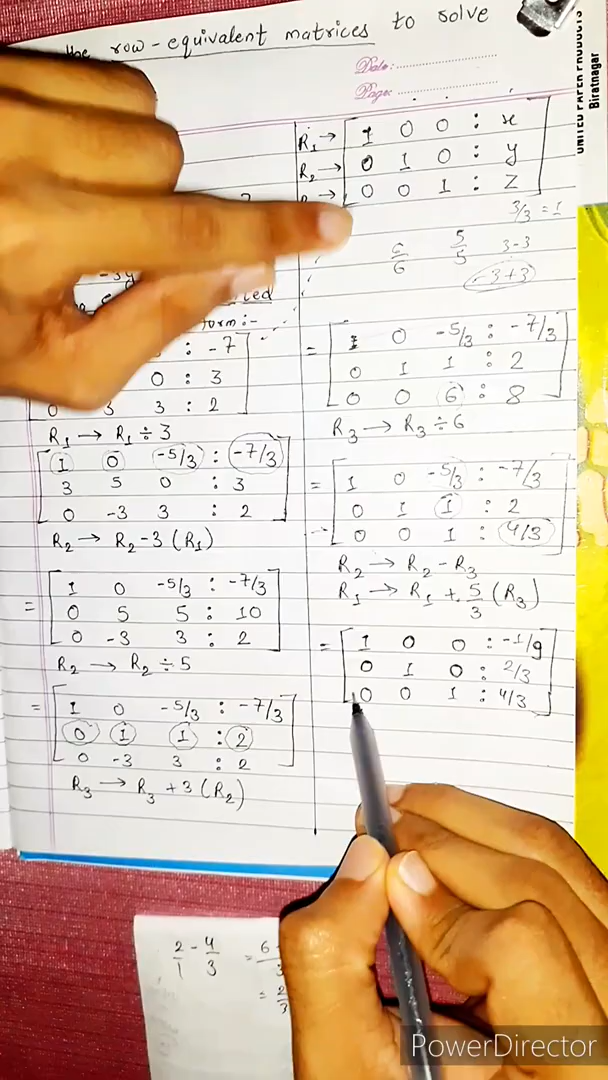 the row-equivalent matrices to solve
Date:
Page:
-3y
form:-
: -7
0 : 3
0 3 3 : 2
R₁ → R₁ ÷ 3
1 0 -5/3 : -7/3
3 5 0 : 3
0 -3 3 : 2
R₂ → R₂ - 3 (R₁)
= 1 0 -5/3 : -7/3
0 5 5 : 10
0 -3 3 : 2
R₂ → R₂ ÷ 5
= 1 0 -5/3 : -7/3
0 1 1 : 2
0 -3 3 : 2
R₃ → R₃ + 3 (R₂)
R₁ → 1 0 0 : x
R₂ → 0 1 0 : y
→ 0 0 1 : z
3/3 = 1
6/6 5/5 3-3
-3+3
= 1 0 -5/3 : -7/3
0 1 1 : 2
0 0 6 : 8
R₃ → R₃ ÷ 6
= 1 0 -5/3 : -7/3
0 1 1 : 2
0 0 1 : 4/3
R₂ → R₂ - R₃
R₁ → R₁ + 5/3 (R₃)
= 1 0 0 : -1/9
0 1 0 : 2/3
0 0 1 : 4/3
UNITED PAPER PRODUCTS
Biratnagar
2/1 - 4/3 = 6
= 2/3
PowerDirector